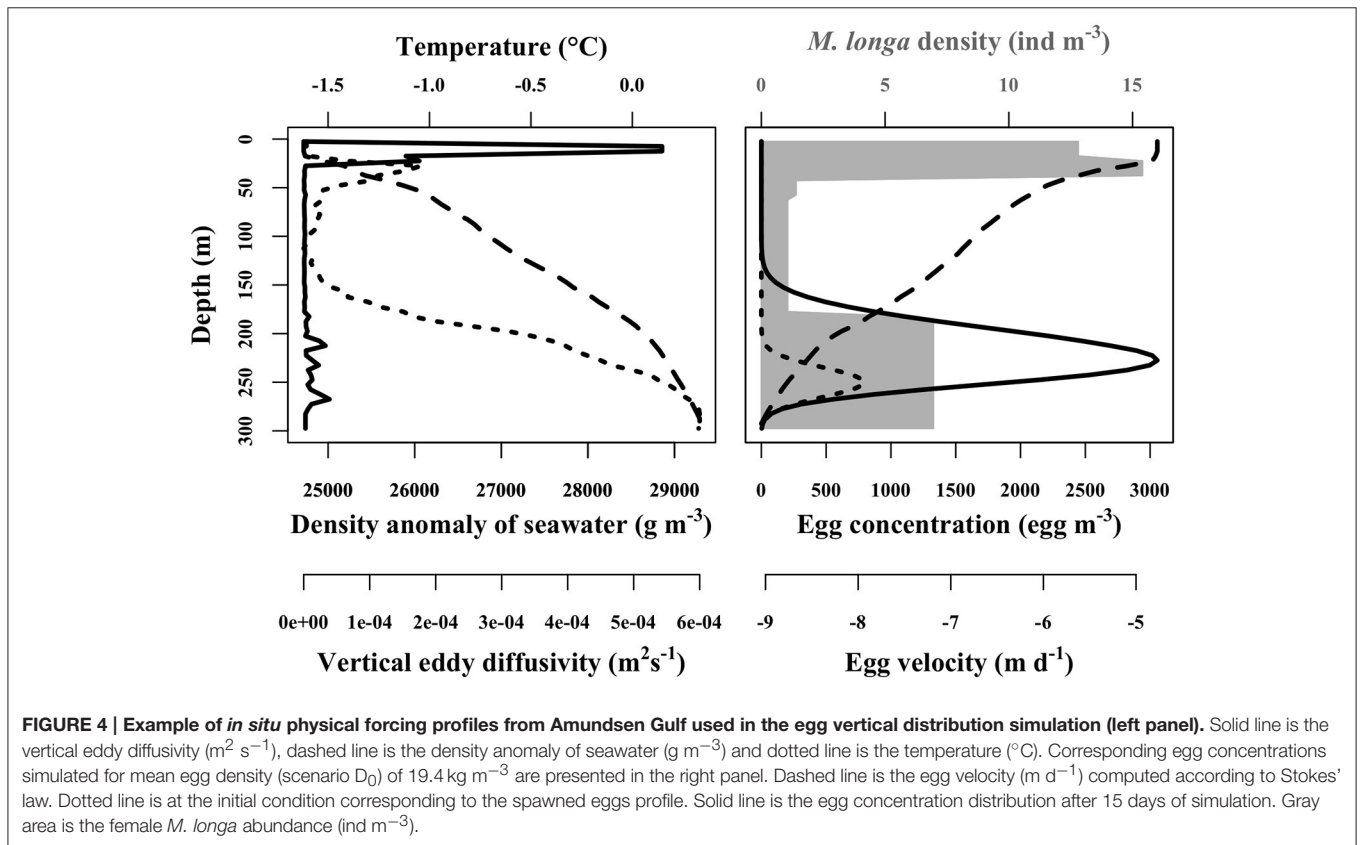 Temperature (°C)
-1.5 -1.0 -0.5 0.0
M. longa density (ind m-3)
0 5 10 15
Depth (m)
0
50
100
150
200
250
300
25000 26000 27000 28000 29000
Density anomaly of seawater (g m-3)
0e+00 1e-04 2e-04 3e-04 4e-04 5e-04 6e-04
Vertical eddy diffusivity (m2s-1)
0 500 1000 1500 2000 2500 3000
Egg concentration (egg m-3)
-9 -8 -7 -6 -5
Egg velocity (m d-1)
FIGURE 4 | Example of in situ physical forcing profiles from Amundsen Gulf used in the egg vertical distribution simulation (left panel). Solid line is the
vertical eddy diffusivity (m2 s−1), dashed line is the density anomaly of seawater (g m−3) and dotted line is the temperature (°C). Corresponding egg concentrations
simulated for mean egg density (scenario D0) of 19.4 kg m−3 are presented in the right panel. Dashed line is the egg velocity (m d−1) computed according to Stokes'
law. Dotted line is at the initial condition corresponding to the spawned eggs profile. Solid line is the egg concentration distribution after 15 days of simulation. Gray
area is the female M. longa abundance (ind m−3).